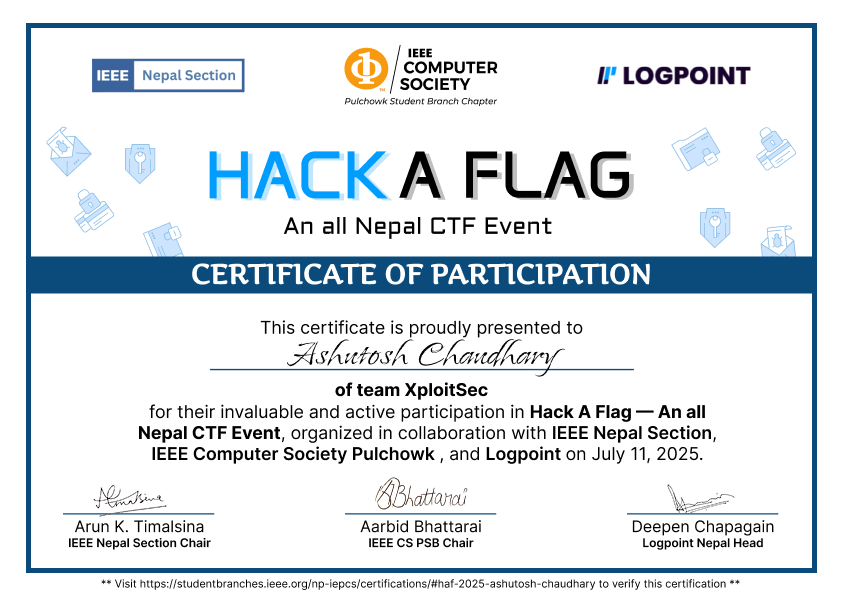 IEEE Nepal Section
IEEE
COMPUTER
SOCIETY
Pulchowk Student Branch Chapter
LOGPOINT
HACK A FLAG
An all Nepal CTF Event
CERTIFICATE OF PARTICIPATION
This certificate is proudly presented to
Ashutosh Chaudhary
of team XploitSec
for their invaluable and active participation in Hack A Flag — An all
Nepal CTF Event, organized in collaboration with IEEE Nepal Section,
IEEE Computer Society Pulchowk , and Logpoint on July 11, 2025.
ATimalsina
ABhattarai
Arun K. Timalsina
IEEE Nepal Section Chair
Aarbid Bhattarai
IEEE CS PSB Chair
Deepen Chapagain
Logpoint Nepal Head
** Visit https://studentbranches.ieee.org/np-iepcs/certifications/#haf-2025-ashutosh-chaudhary to verify this certification **